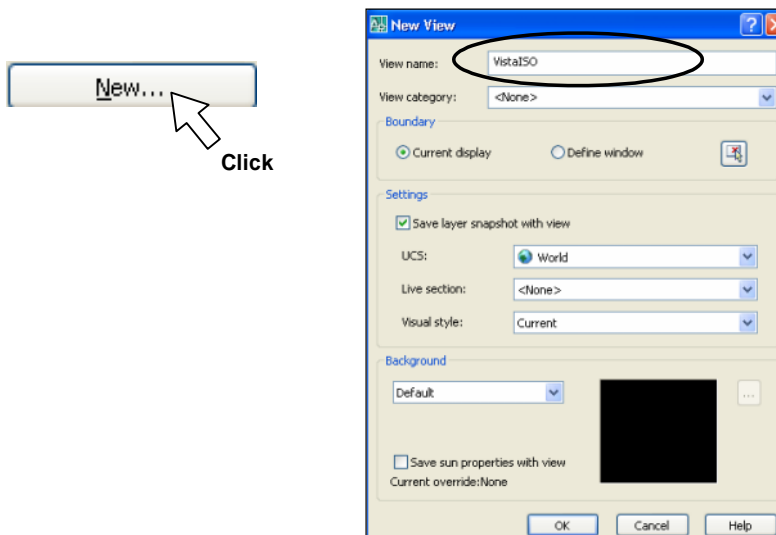 New View
View name: VistaISO
New...
View category: <None>
Click
Boundary
Current display Define window
Settings
Save layer snapshot with view
UCS: World
Live section: <None>
Visual style: Current
Background
Default
...
Save sun properties with view
Current override:None
OK Cancel Help